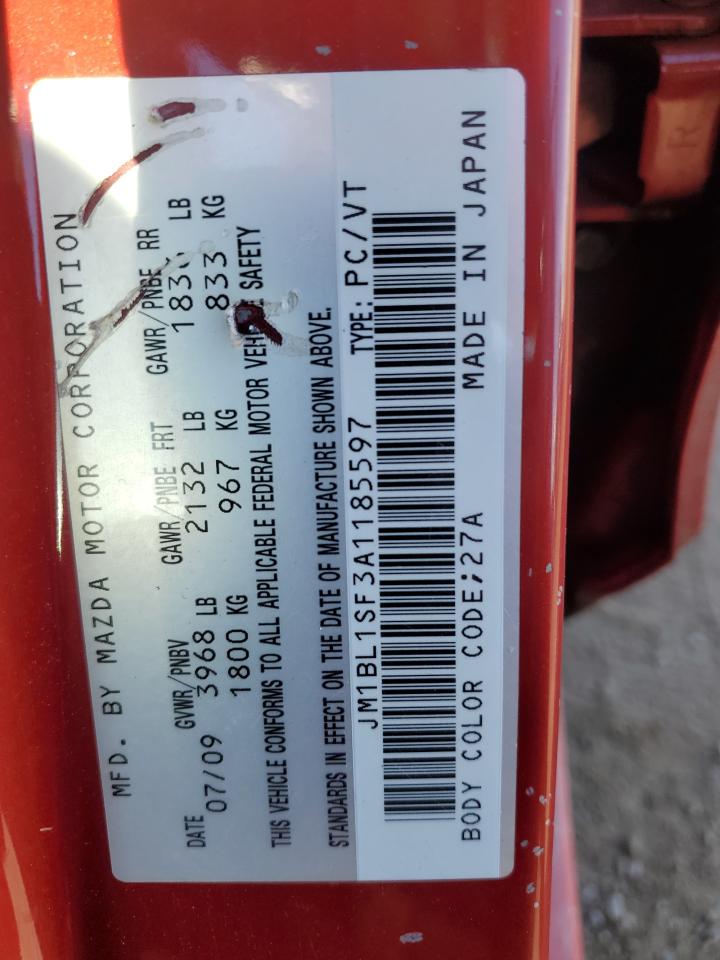 MFD. BY MAZDA MOTOR CORPORATION
DATE GVWR/PNBV GAWR/PNBE FRT GAWR/PNBE RR
07/09 3968 LB 2132 LB LB
1800 KG 967 KG 833 KG
THIS VEHICLE CONFORMS TO ALL APPLICABLE FEDERAL MOTOR SAFETY
STANDARDS IN EFFECT ON THE DATE OF MANUFACTURE SHOWN ABOVE.
JM1BL1SF3A1185597 TYPE: PC/VT
BODY COLOR CODE;27A MADE IN JAPAN
R